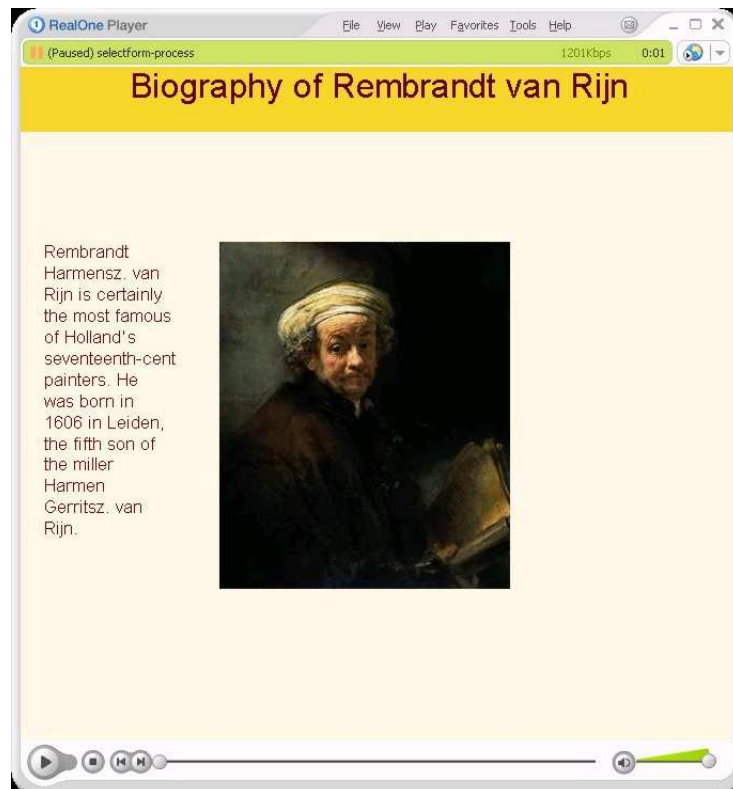 RealOne Player File View Play Favorites Tools Help
(Paused) selectform-process 1201Kbps 0:01
Biography of Rembrandt van Rijn
Rembrandt
Harmensz. van
Rijn is certainly
the most famous
of Holland's
seventeenth-cent
painters. He
was born in
1606 in Leiden,
the fifth son of
the miller
Harmen
Gerritsz. van
Rijn.